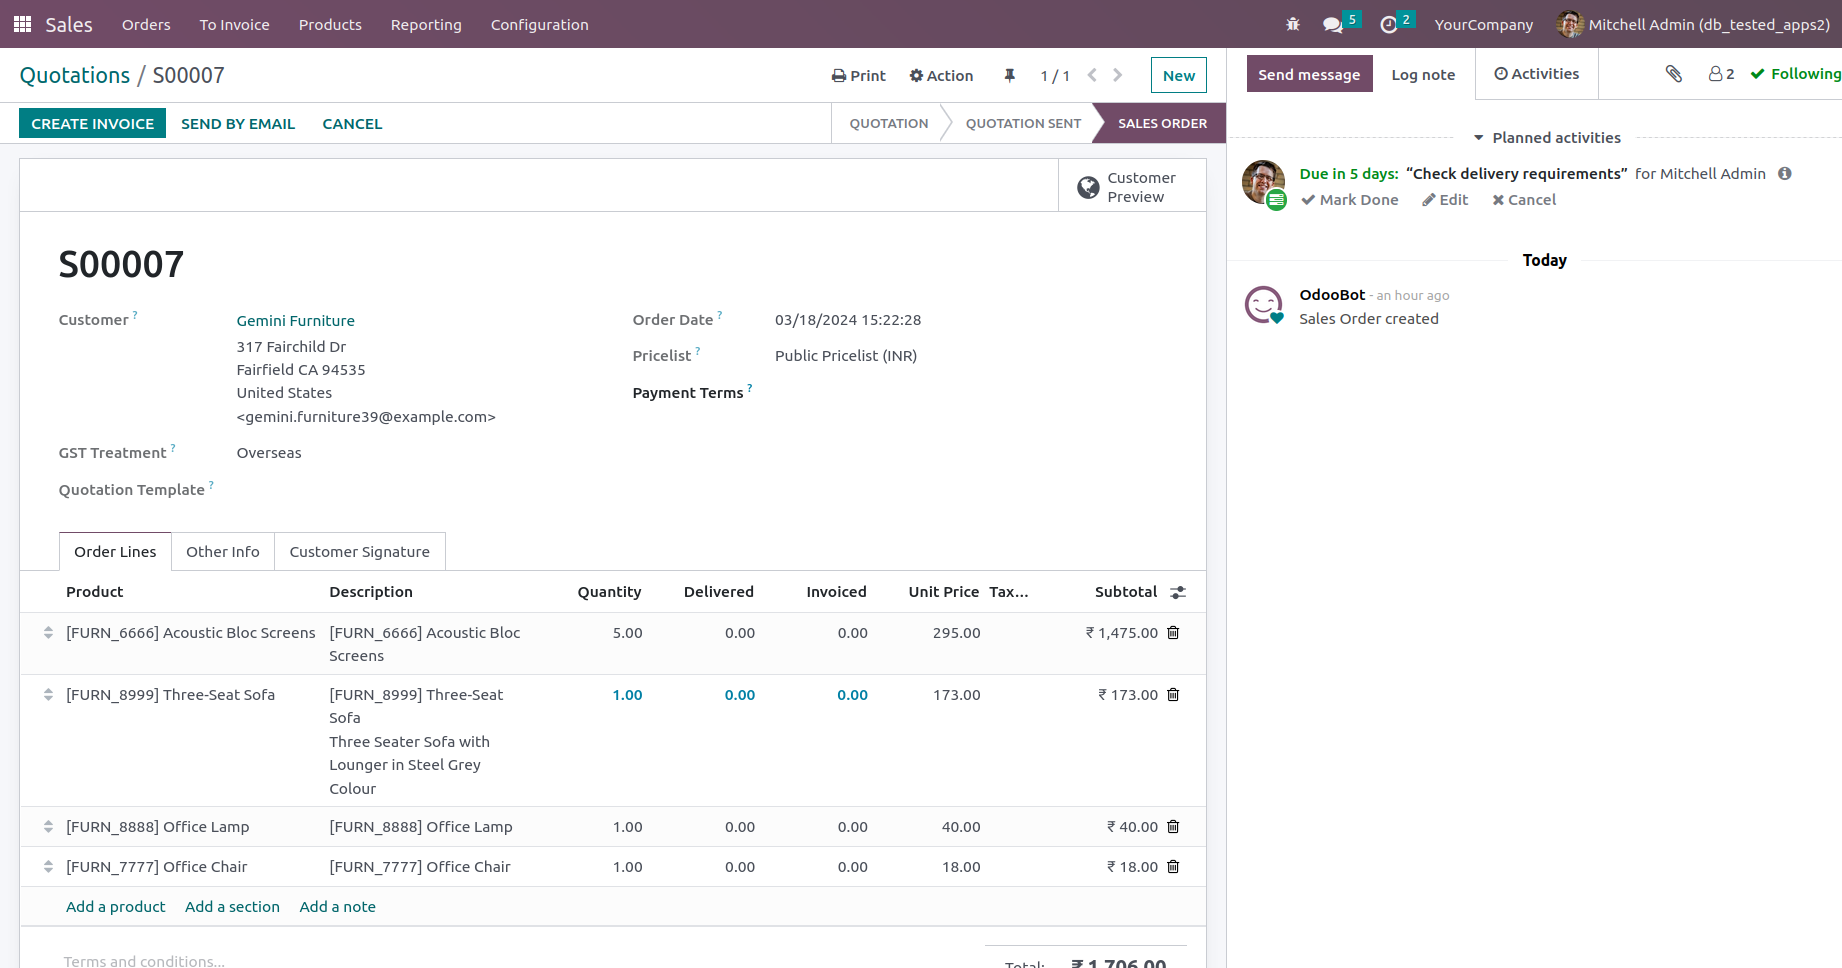 Sales Orders To Invoice Products Reporting Configuration 5 2 YourCompany Mitchell Admin (db_tested_apps2)
Quotations / S00007 Print Action 1 / 1 New
Send message Log note Activities 2 Following
CREATE INVOICE SEND BY EMAIL CANCEL QUOTATION QUOTATION SENT SALES ORDER
Planned activities
Due in 5 days: “Check delivery requirements” for Mitchell Admin
Mark Done Edit Cancel
Today
OdooBot - an hour ago
Sales Order created
Customer
Preview
S00007
Customer ? Gemini Furniture
317 Fairchild Dr
Fairfield CA 94535
United States
<gemini.furniture39@example.com>
GST Treatment ? Overseas
Quotation Template ?
Order Date ? 03/18/2024 15:22:28
Pricelist ? Public Pricelist (INR)
Payment Terms ?
Order Lines Other Info Customer Signature
Product Description Quantity Delivered Invoiced Unit Price Tax... Subtotal
[FURN_6666] Acoustic Bloc Screens [FURN_6666] Acoustic Bloc 5.00 0.00 0.00 295.00 ₹ 1,475.00
Screens
[FURN_8999] Three-Seat Sofa [FURN_8999] Three-Seat 1.00 0.00 0.00 173.00 ₹ 173.00
Sofa
Three Seater Sofa with
Lounger in Steel Grey
Colour
[FURN_8888] Office Lamp [FURN_8888] Office Lamp 1.00 0.00 0.00 40.00 ₹ 40.00
[FURN_7777] Office Chair [FURN_7777] Office Chair 1.00 0.00 0.00 18.00 ₹ 18.00
Add a product Add a section Add a note
Terms and conditions...
Total: ₹ 1,706.00